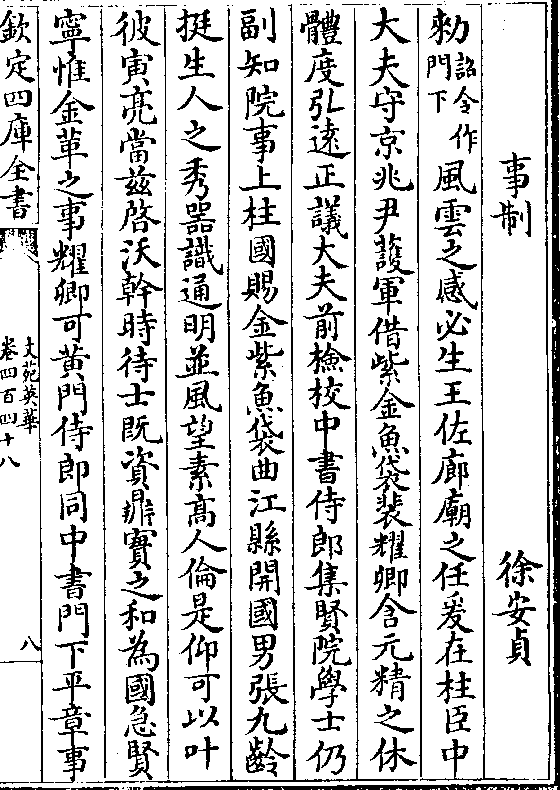 事制　徐安貞
勅詔令作門下風雲之感必生王佐廊廟之任爰在柱臣中
大夫守京兆尹䕶軍借紫金魚袋裴耀卿含元精之休
體度弘遠正議大夫前檢校中書侍郎集賢院學士仍
副知院事上柱國賜金紫魚袋曲江縣開國男張九齡
挺生人之秀器識通明並風望素髙人倫是仰可以叶
彼寅亮當兹啓沃幹時待士既資鼎實之和為國急賢
寧惟金革之事耀卿可黄門侍郎同中書門下平章事
欽定四庫全書
文苑英華
卷四百四十八
八